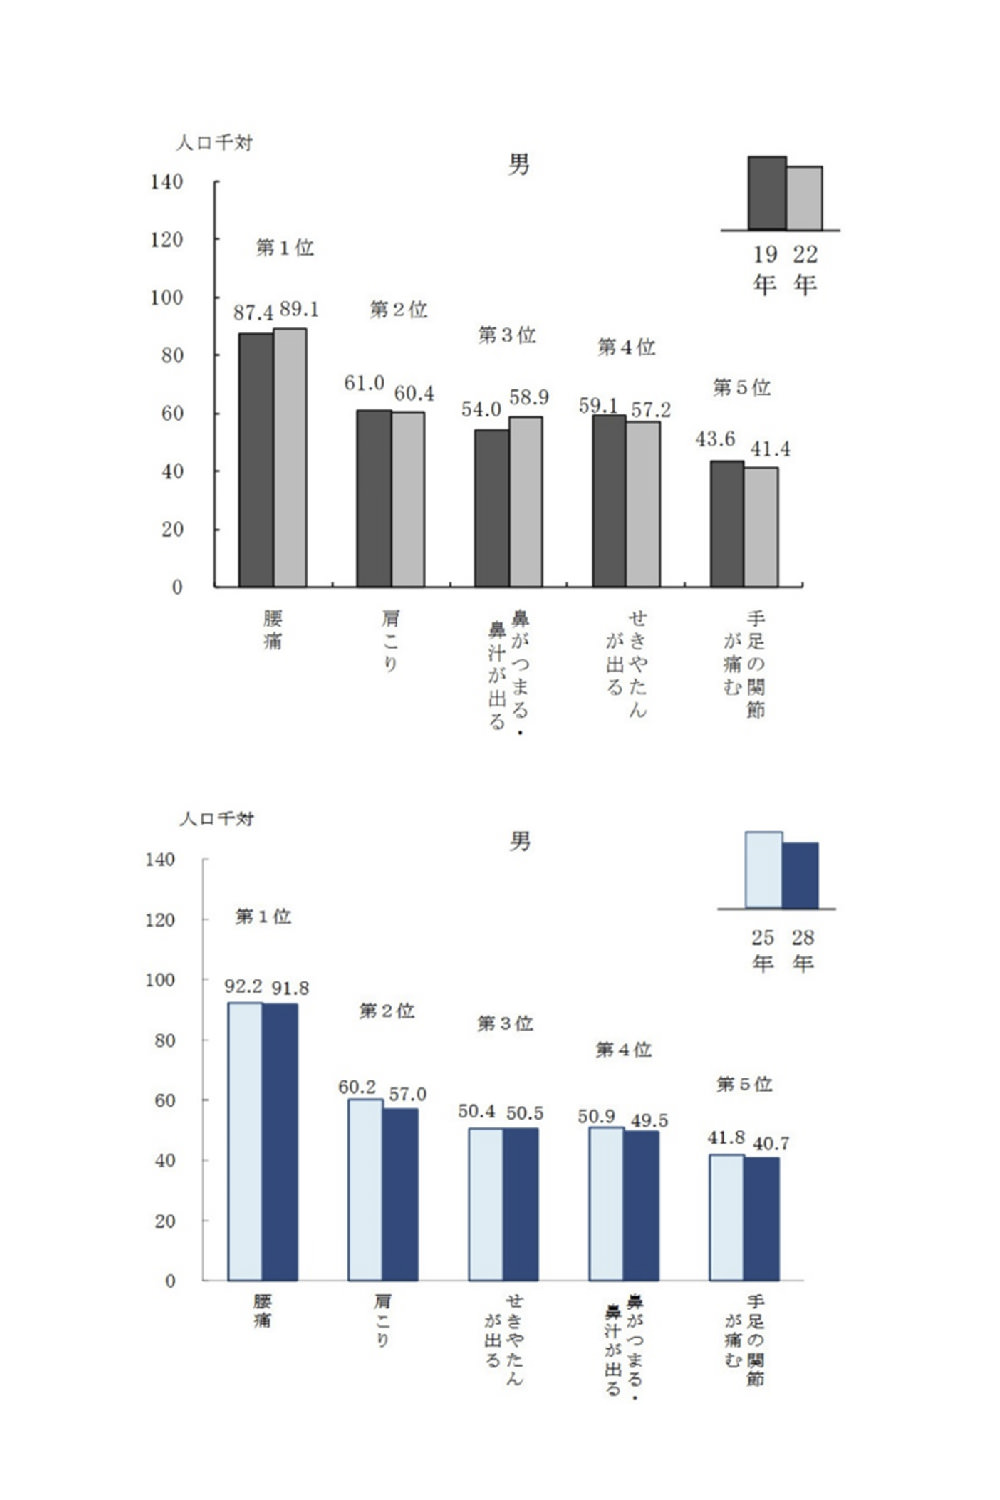 人口千対
男
140
120
100
80
60
40
20
0
第１位
第２位
第３位
第４位
第５位
87.4 89.1
61.0 60.4
54.0 58.9
59.1 57.2
43.6 41.4
19年
22年
腰痛
肩こり
鼻がつまる・
鼻汁が出る
せきやたん
が出る
手足の関節
が痛む
人口千対
男
140
120
100
80
60
40
20
0
第１位
第２位
第３位
第４位
第５位
92.2 91.8
60.2 57.0
50.4 50.5
50.9 49.5
41.8 40.7
25年
28年
腰痛
肩こり
せきやたん
が出る
鼻がつまる・
鼻汁が出る
手足の関節
が痛む